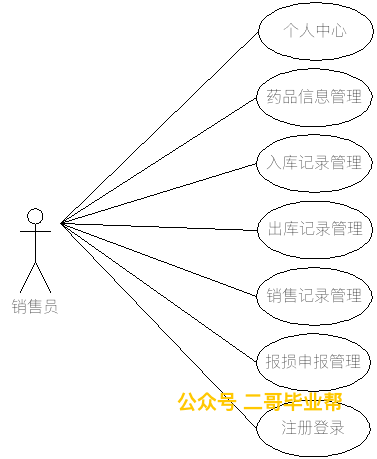 个人中心
药品信息管理
入库记录管理
出库记录管理
销售员
销售记录管理
报损申报管理
公众号 二哥毕业帮
注册登录